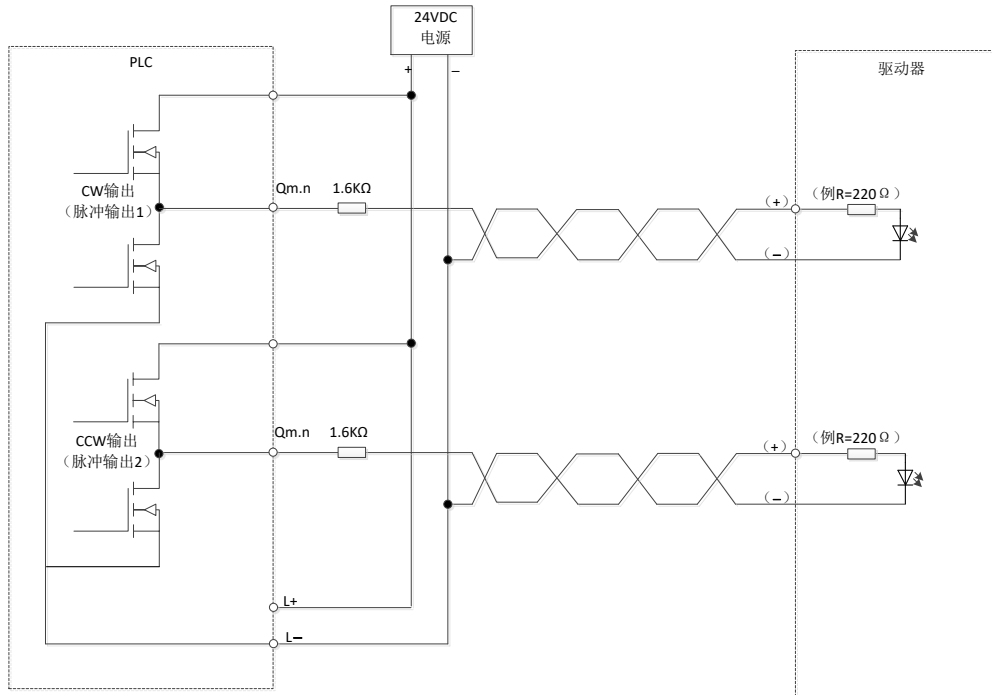 24VDC
电源
+
−
PLC
驱动器
CW输出
（脉冲输出1）
Qm.n
1.6KΩ
（+）
（−）
（例R=220Ω）
CCW输出
（脉冲输出2）
Qm.n
1.6KΩ
（+）
（−）
（例R=220Ω）
L+
L−